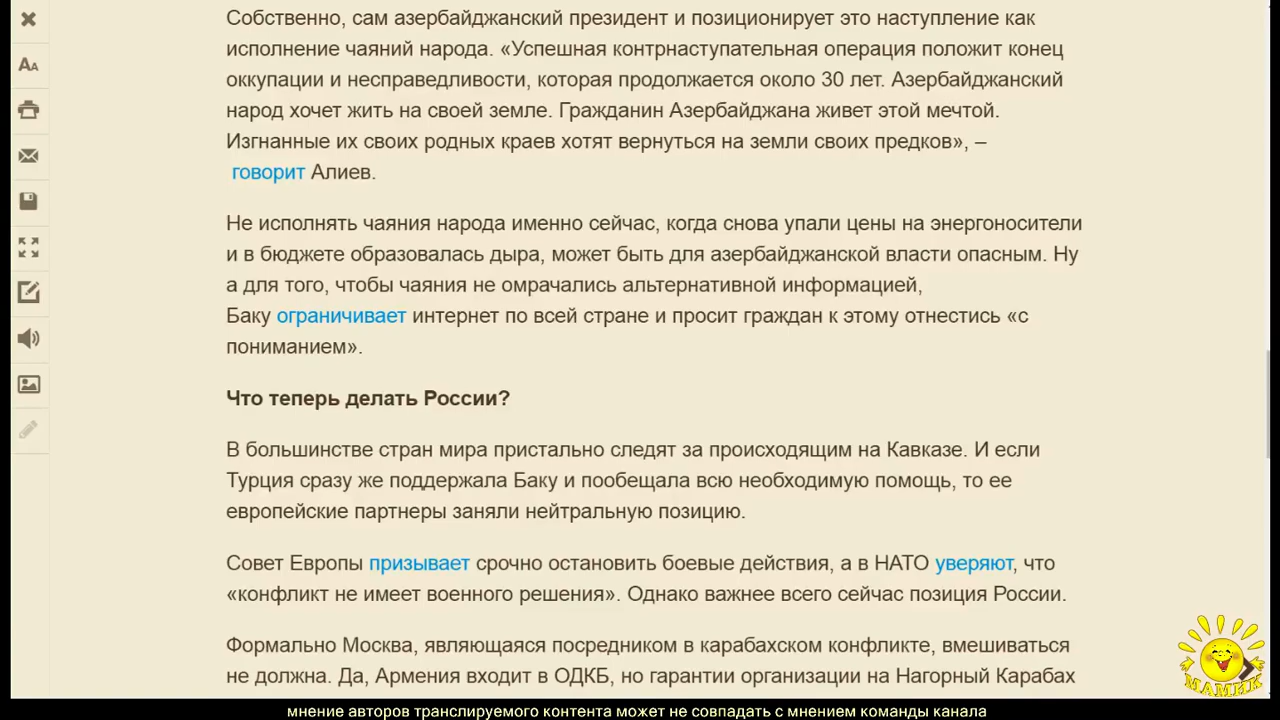 Собственно, сам азербайджанский президент и позиционирует это наступление как
исполнение чаяний народа. «Успешная контрнаступательная операция положит конец
оккупации и несправедливости, которая продолжается около 30 лет. Азербайджанский
народ хочет жить на своей земле. Гражданин Азербайджана живет этой мечтой.
Изгнанные их своих родных краев хотят вернуться на земли своих предков», –
говорит Алиев.
Не исполнять чаяния народа именно сейчас, когда снова упали цены на энергоносители
и в бюджете образовалась дыра, может быть для азербайджанской власти опасным. Ну
а для того, чтобы чаяния не омрачались альтернативной информацией,
Баку ограничивает интернет по всей стране и просит граждан к этому отнестись «с
пониманием».
Что теперь делать России?
В большинстве стран мира пристально следят за происходящим на Кавказе. И если
Турция сразу же поддержала Баку и пообещала всю необходимую помощь, то ее
европейские партнеры заняли нейтральную позицию.
Совет Европы призывает срочно остановить боевые действия, а в НАТО уверяют, что
«конфликт не имеет военного решения». Однако важнее всего сейчас позиция России.
Формально Москва, являющаяся посредником в карабахском конфликте, вмешиваться
не должна. Да, Армения входит в ОДКБ, но гарантии организации на Нагорный Карабах
МАМИК
мнение авторов транслируемого контента может не совпадать с мнением команды канала